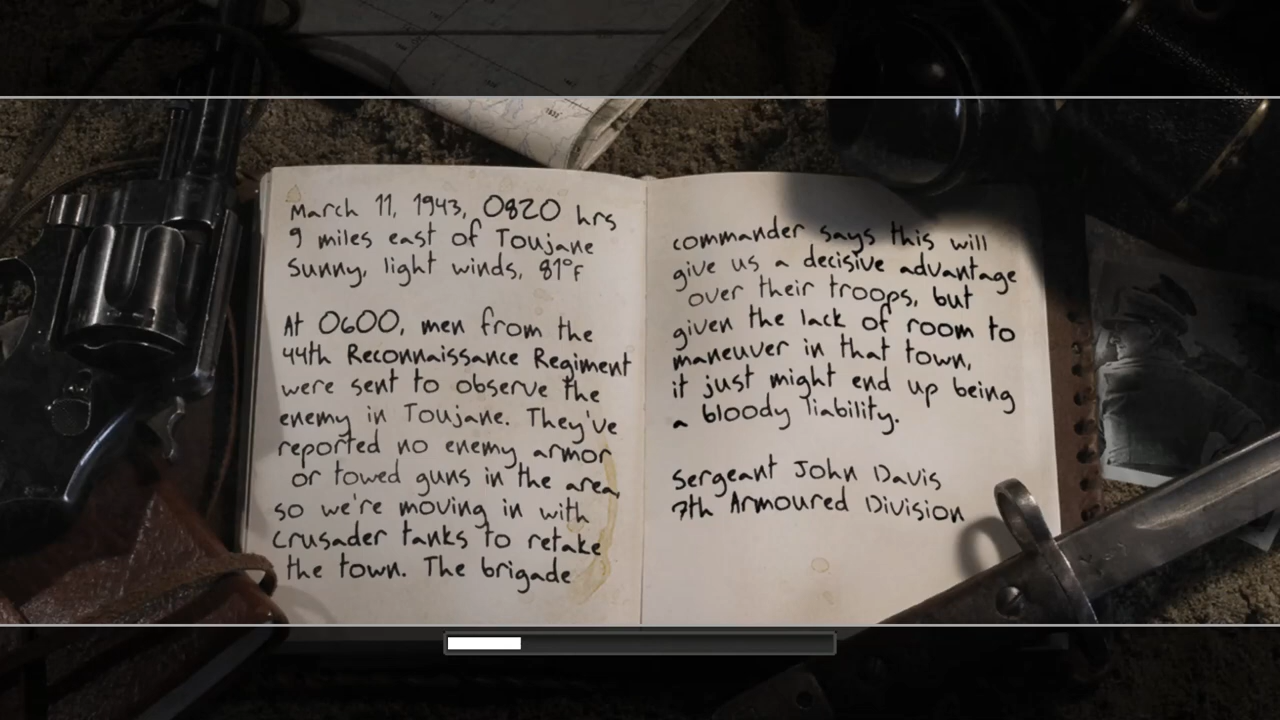 March 11, 1943, 0820 hrs
9 miles east of Toujane
Sunny, light winds, 81°F
At 0600, men from the
44th Reconnaissance Regiment
were sent to observe the
enemy in Toujane. They've
reported no enemy armor
or towed guns in the area,
so we're moving in with
Crusader tanks to retake
the town. The brigade
commander says this will
give us a decisive advantage
over their troops, but
given the lack of room to
maneuver in that town,
it just might end up being
a bloody liability.
Sergeant John Davis
7th Armoured Division